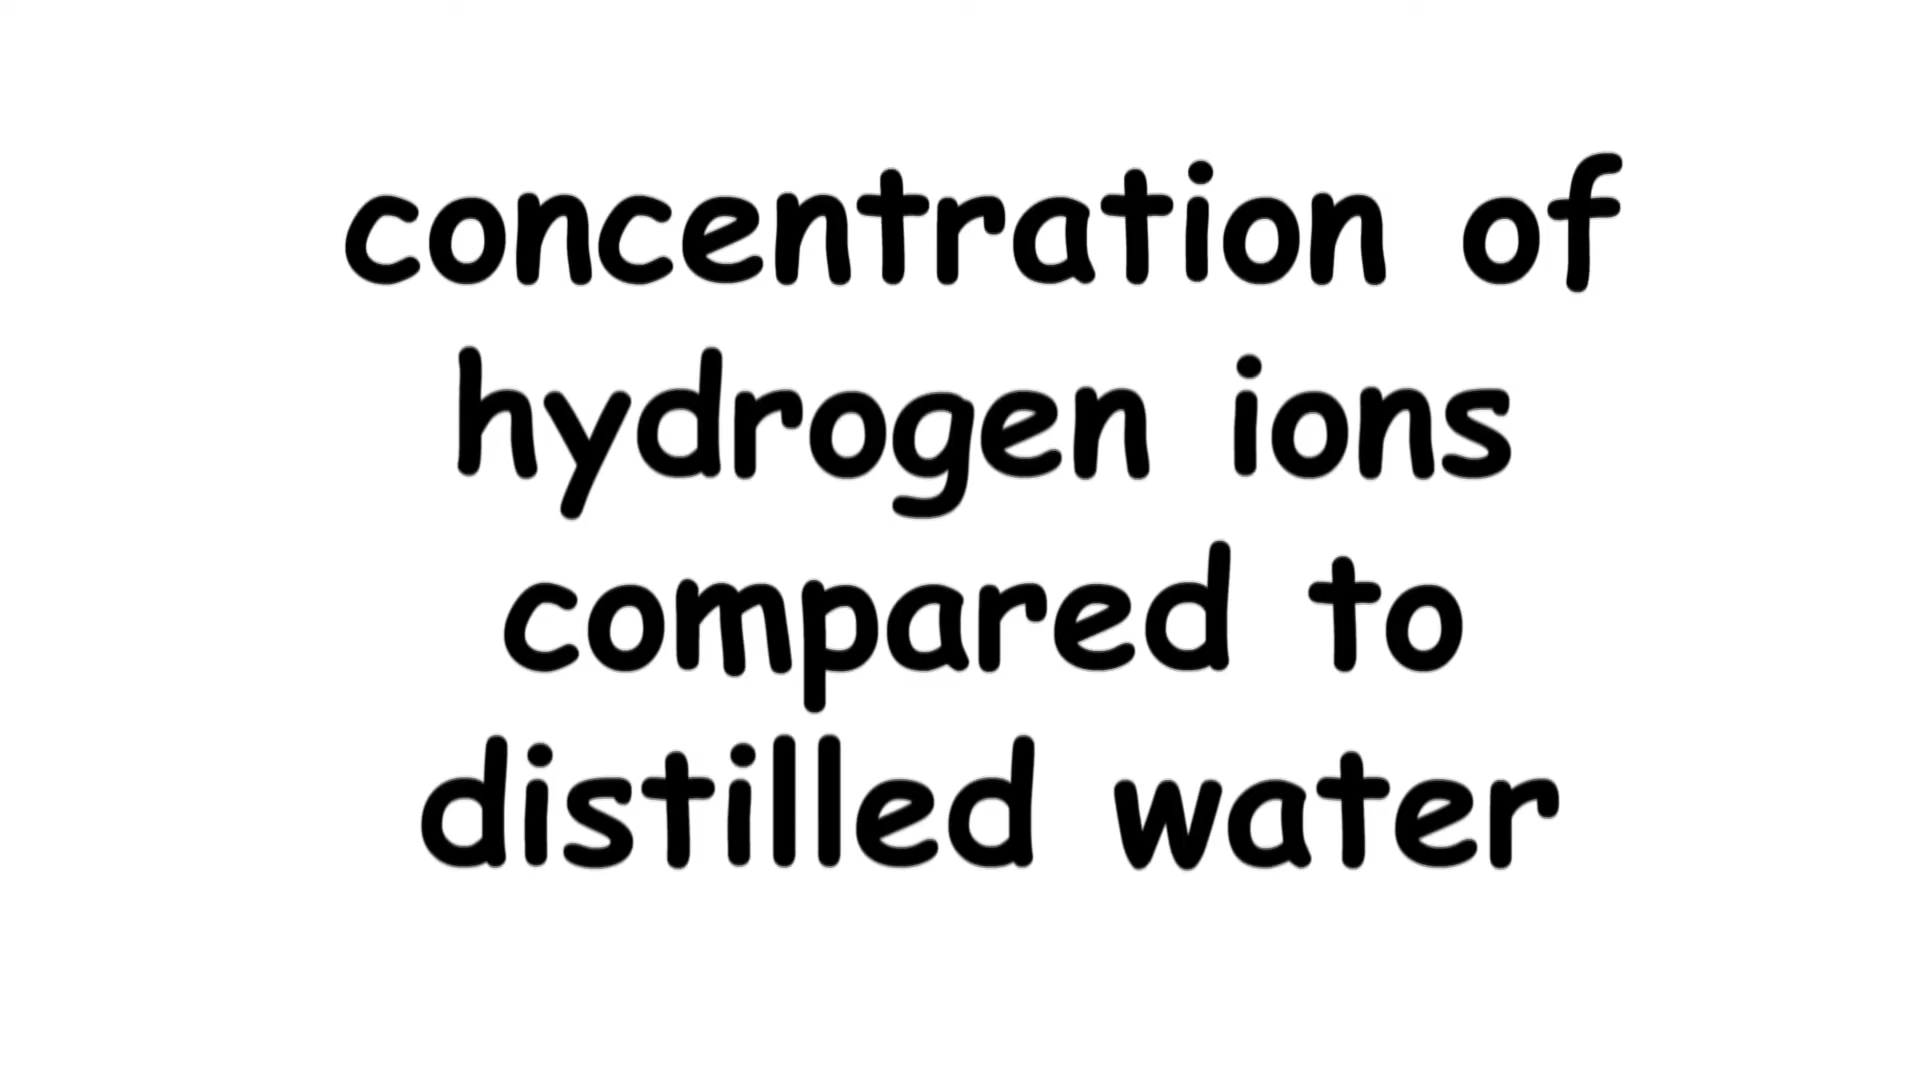 concentration of
hydrogen ions
compared to
distilled water